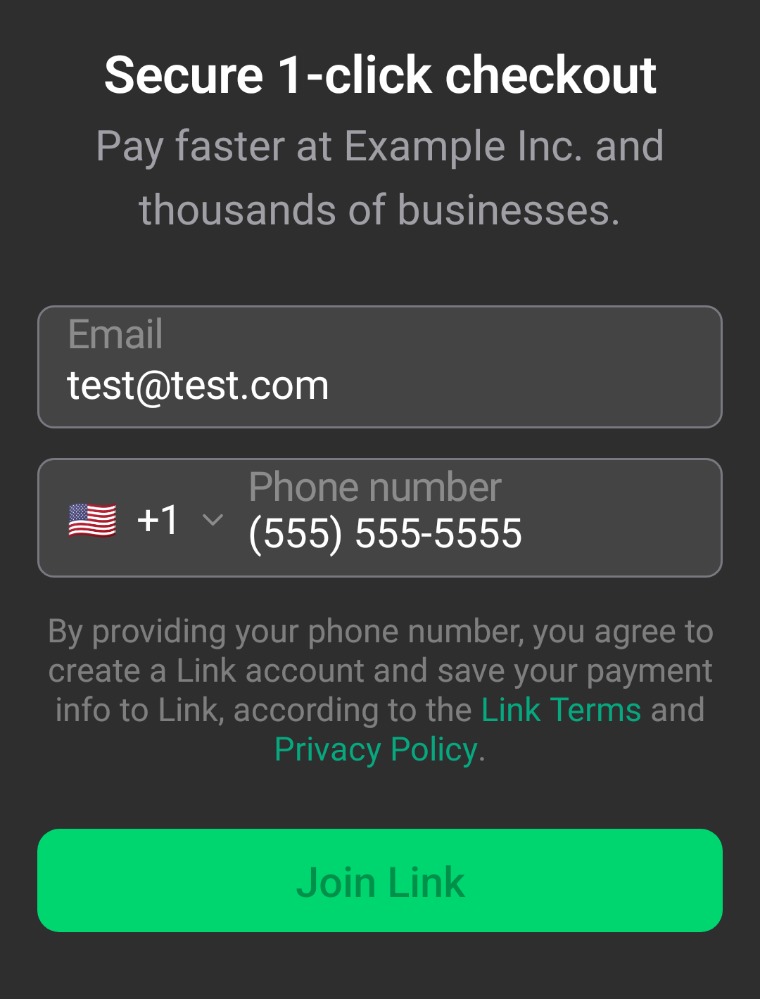 Secure 1-click checkout
Pay faster at Example Inc. and
thousands of businesses.
Email
test@test.com
Phone number
+1 (555) 555-5555
By providing your phone number, you agree to
create a Link account and save your payment
info to Link, according to the Link Terms and
Privacy Policy.
Join Link